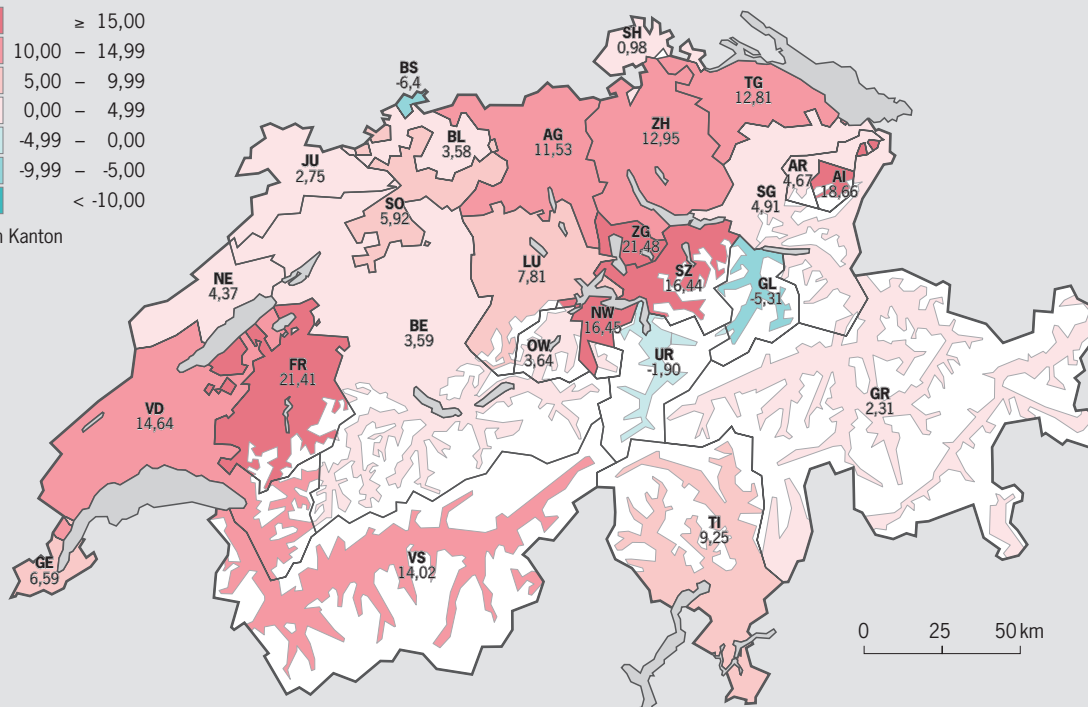 ≥ 15,00
10,00 – 14,99
5,00 – 9,99
0,00 – 4,99
-4,99 – 0,00
-9,99 – -5,00
< -10,00
Kanton
SH
0,98
BS
-6,4
TG
12,81
BL
3,58
AG
11,53
ZH
12,95
JU
2,75
AR
4,67
AI
18,66
SG
4,91
SO
5,92
ZG
21,48
LU
7,81
SZ
16,44
NE
4,37
GL
-5,31
BE
3,59
NW
16,45
OW
3,64
UR
-1,90
FR
21,41
GR
2,31
VD
14,64
TI
9,25
VS
14,02
GE
6,59
0 25 50 km